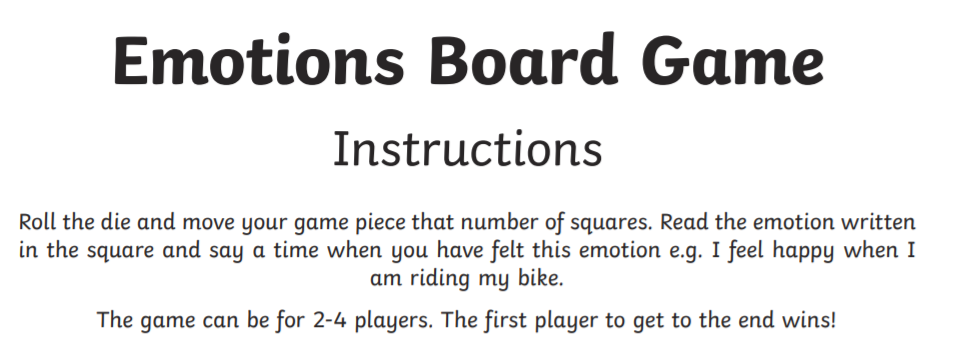 Emotions Board Game
Instructions
Roll the die and move your game piece that number of squares. Read the emotion written
in the square and say a time when you have felt this emotion e.g. I feel happy when I
am riding my bike.
The game can be for 2-4 players. The first player to get to the end wins!